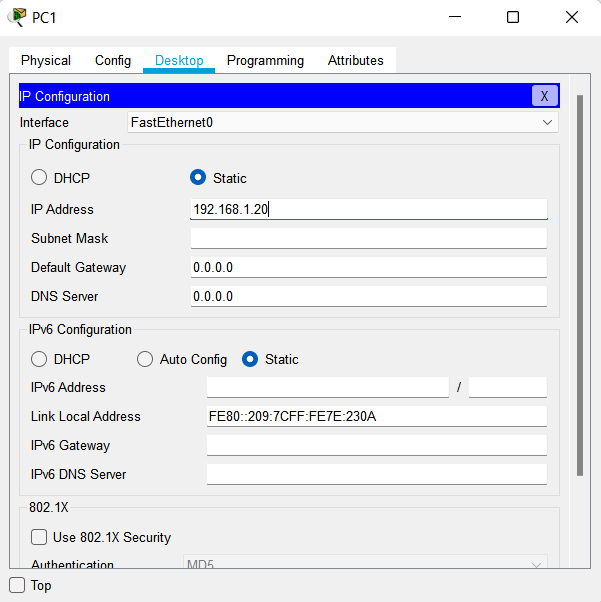 PC1
Physical Config Desktop Programming Attributes
IP Configuration X
Interface FastEthernet0
IP Configuration
DHCP Static
IP Address 192.168.1.20
Subnet Mask
Default Gateway 0.0.0.0
DNS Server 0.0.0.0
IPv6 Configuration
DHCP Auto Config Static
IPv6 Address /
Link Local Address FE80::209:7CFF:FE7E:230A
IPv6 Gateway
IPv6 DNS Server
802.1X
Use 802.1X Security
Authentication MD5
Top